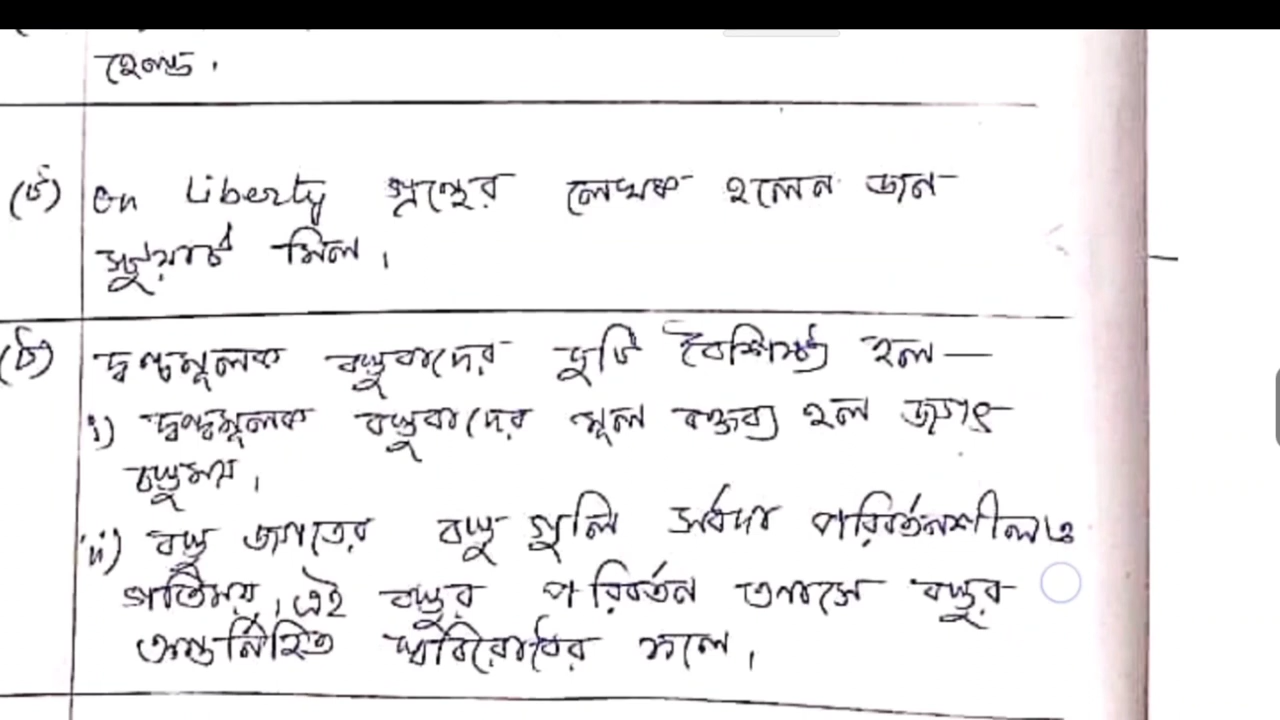 হেল্ড।
(ঙ) On Liberty গ্রন্থের লেখক হলেন জন
স্টুয়ার্ট মিল।
(চ) দ্বন্দ্বমূলক বস্তুবাদের দুটি বৈশিষ্ট্য হল—
i) দ্বন্দ্বমূলক বস্তুবাদের মূল বক্তব্য হল জগৎ
বস্তুময়।
ii) বস্তু জগতের বস্তু গুলি সর্বদা পরিবর্তনশীল ও
গতিময়। এই বস্তুর পরিবর্তন আসে বস্তুর
অন্তর্নিহিত স্ববিরোধের ফলে।